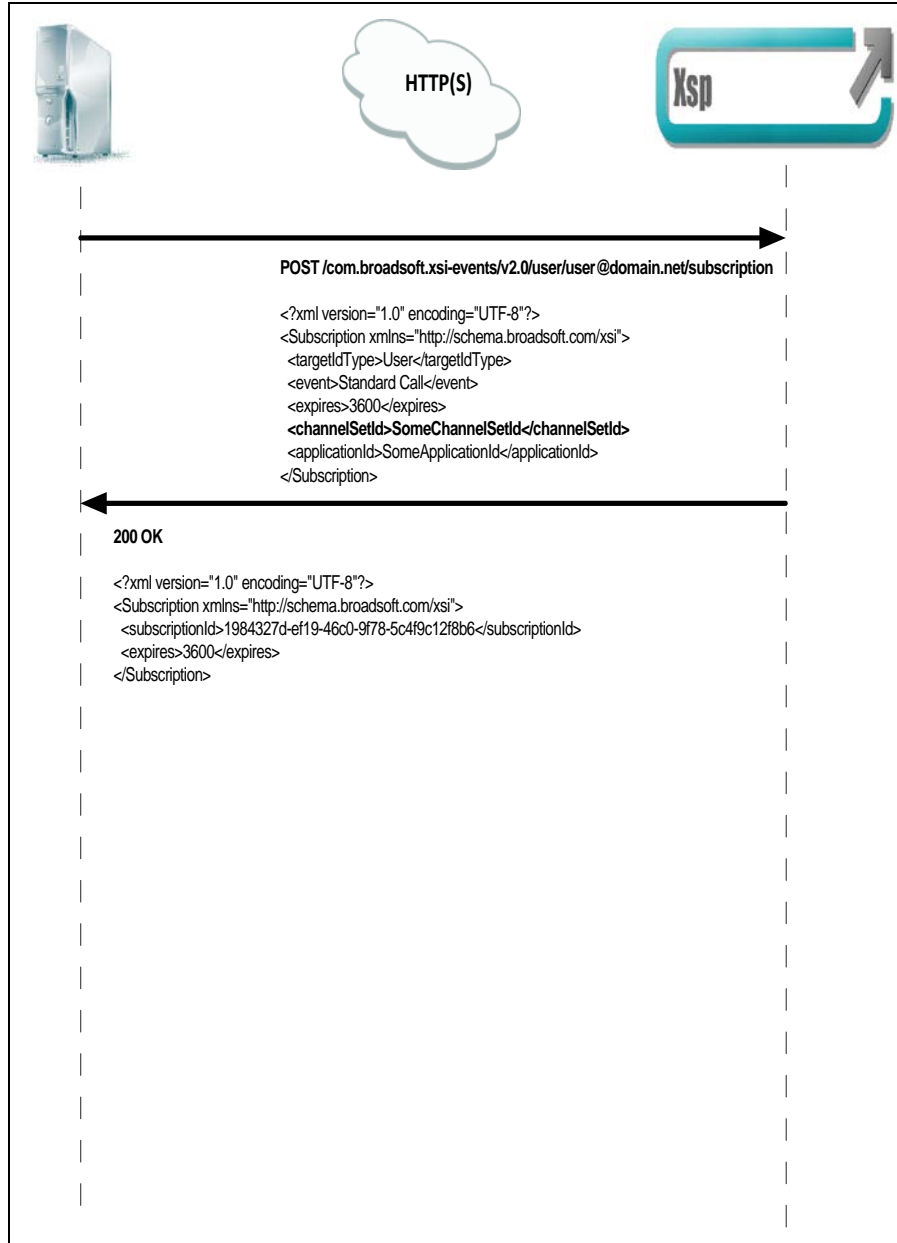 HTTP(S)
Xsp
POST /com.broadsoft.xsi-events/v2.0/user/user@domain.net/subscription
<?xml version="1.0" encoding="UTF-8"?>
<Subscription xmlns="http://schema.broadsoft.com/xsi">
<targetIdType>User</targetIdType>
<event>Standard Call</event>
<expires>3600</expires>
<channelSetId>SomeChannelSetId</channelSetId>
<applicationId>SomeApplicationId</applicationId>
</Subscription>
200 OK
<?xml version="1.0" encoding="UTF-8"?>
<Subscription xmlns="http://schema.broadsoft.com/xsi">
<subscriptionId>1984327d-ef19-46c0-9f78-5c4f9c12f8b6</subscriptionId>
<expires>3600</expires>
</Subscription>